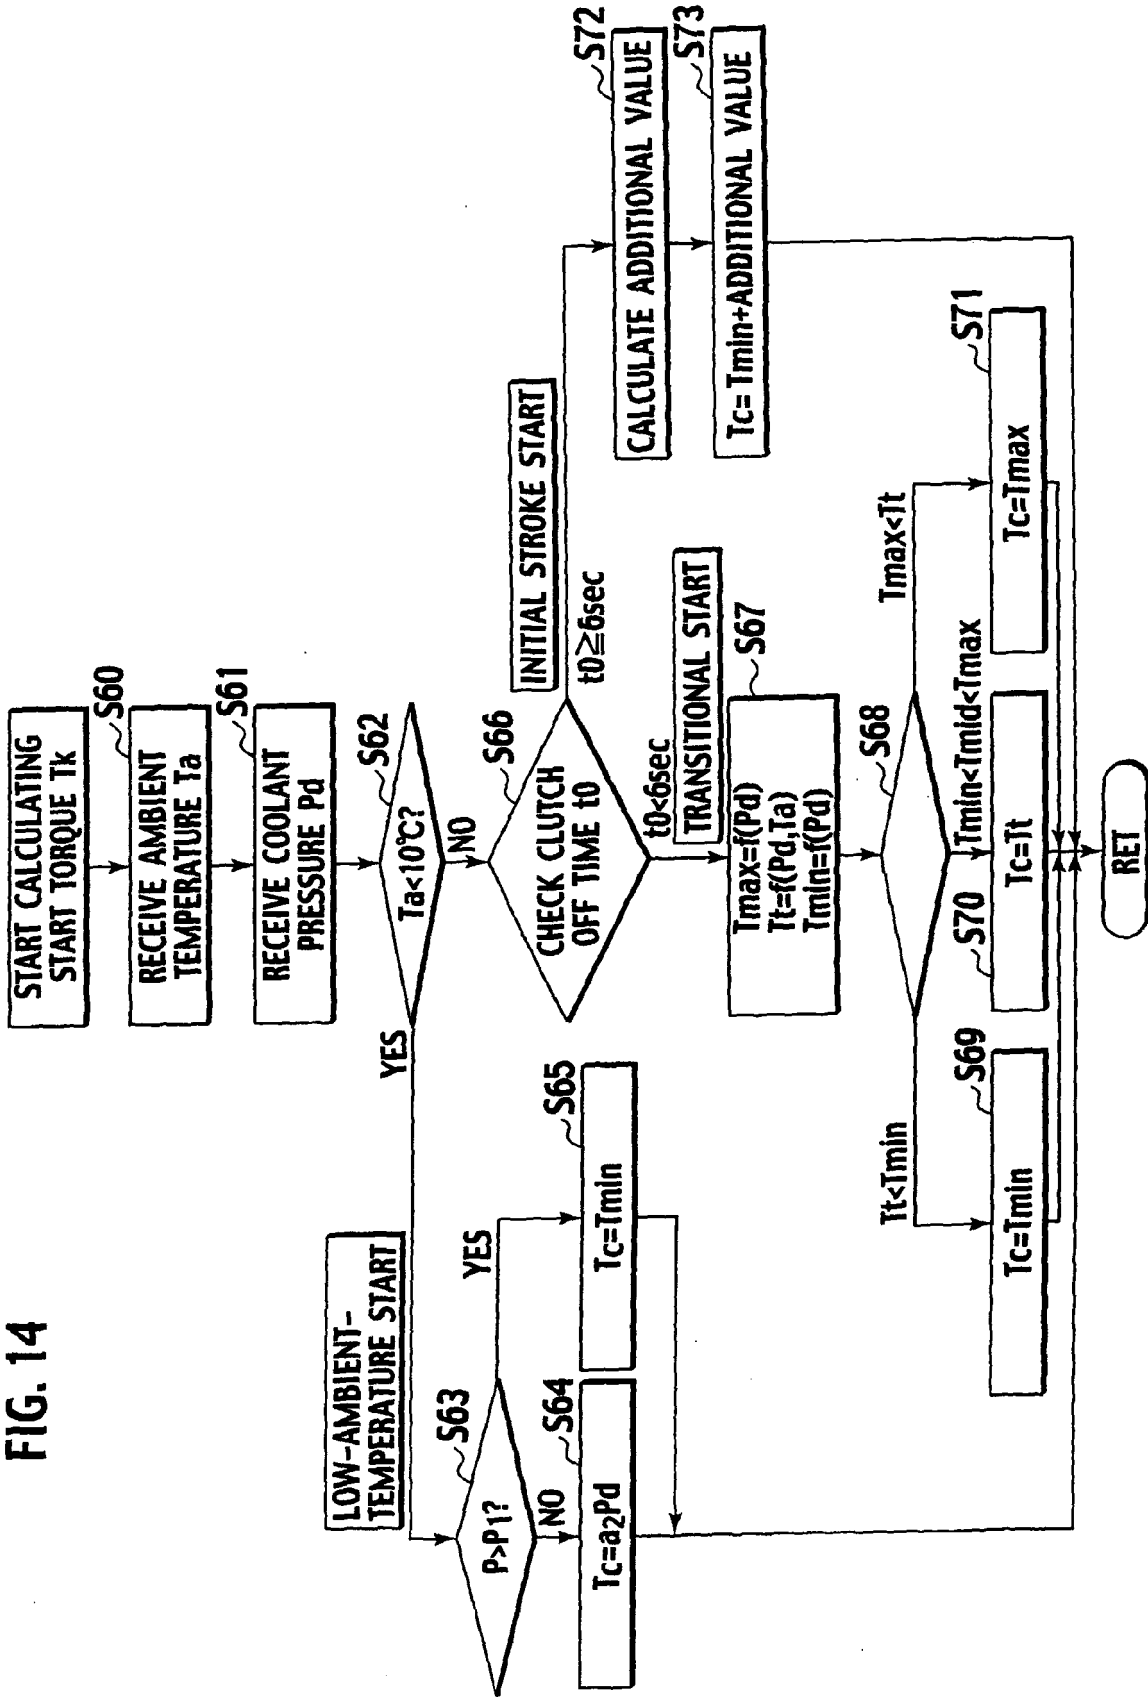 FIG. 14
START CALCULATING
START TORQUE Tk
S60
RECEIVE AMBIENT
TEMPERATURE Ta
S61
RECEIVE COOLANT
PRESSURE Pd
S62
Ta<10℃?
YES
NO
LOW-AMBIENT-
TEMPERATURE START
S63
P>P1?
YES
NO
S64
Tc=a2Pd
S65
Tc=Tmin
S66
CHECK CLUTCH
OFF TIME t0
INITIAL STROKE START
t0≧6sec
t0<6sec
TRANSITIONAL START
S67
Tmax=f(Pd)
Tt=f(Pd,Ta)
Tmin=f(Pd)
S68
Tt<Tmin
Tmin<Tmid<Tmax
Tmax<Tt
S69
Tc=Tmin
S70
Tc=Tt
S71
Tc=Tmax
S72
CALCULATE ADDITIONAL VALUE
S73
Tc=Tmin+ADDITIONAL VALUE
RET